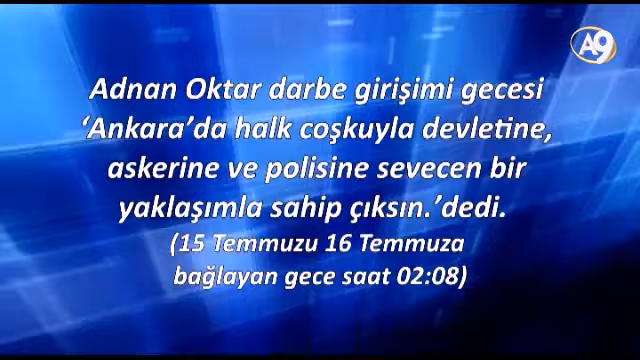 A9
Adnan Oktar darbe girişimi gecesi
‘Ankara’da halk coşkuyla devletine,
askerine ve polisine sevecen bir
yaklaşımla sahip çıksın.’dedi.
(15 Temmuzu 16 Temmuza
bağlayan gece saat 02:08)